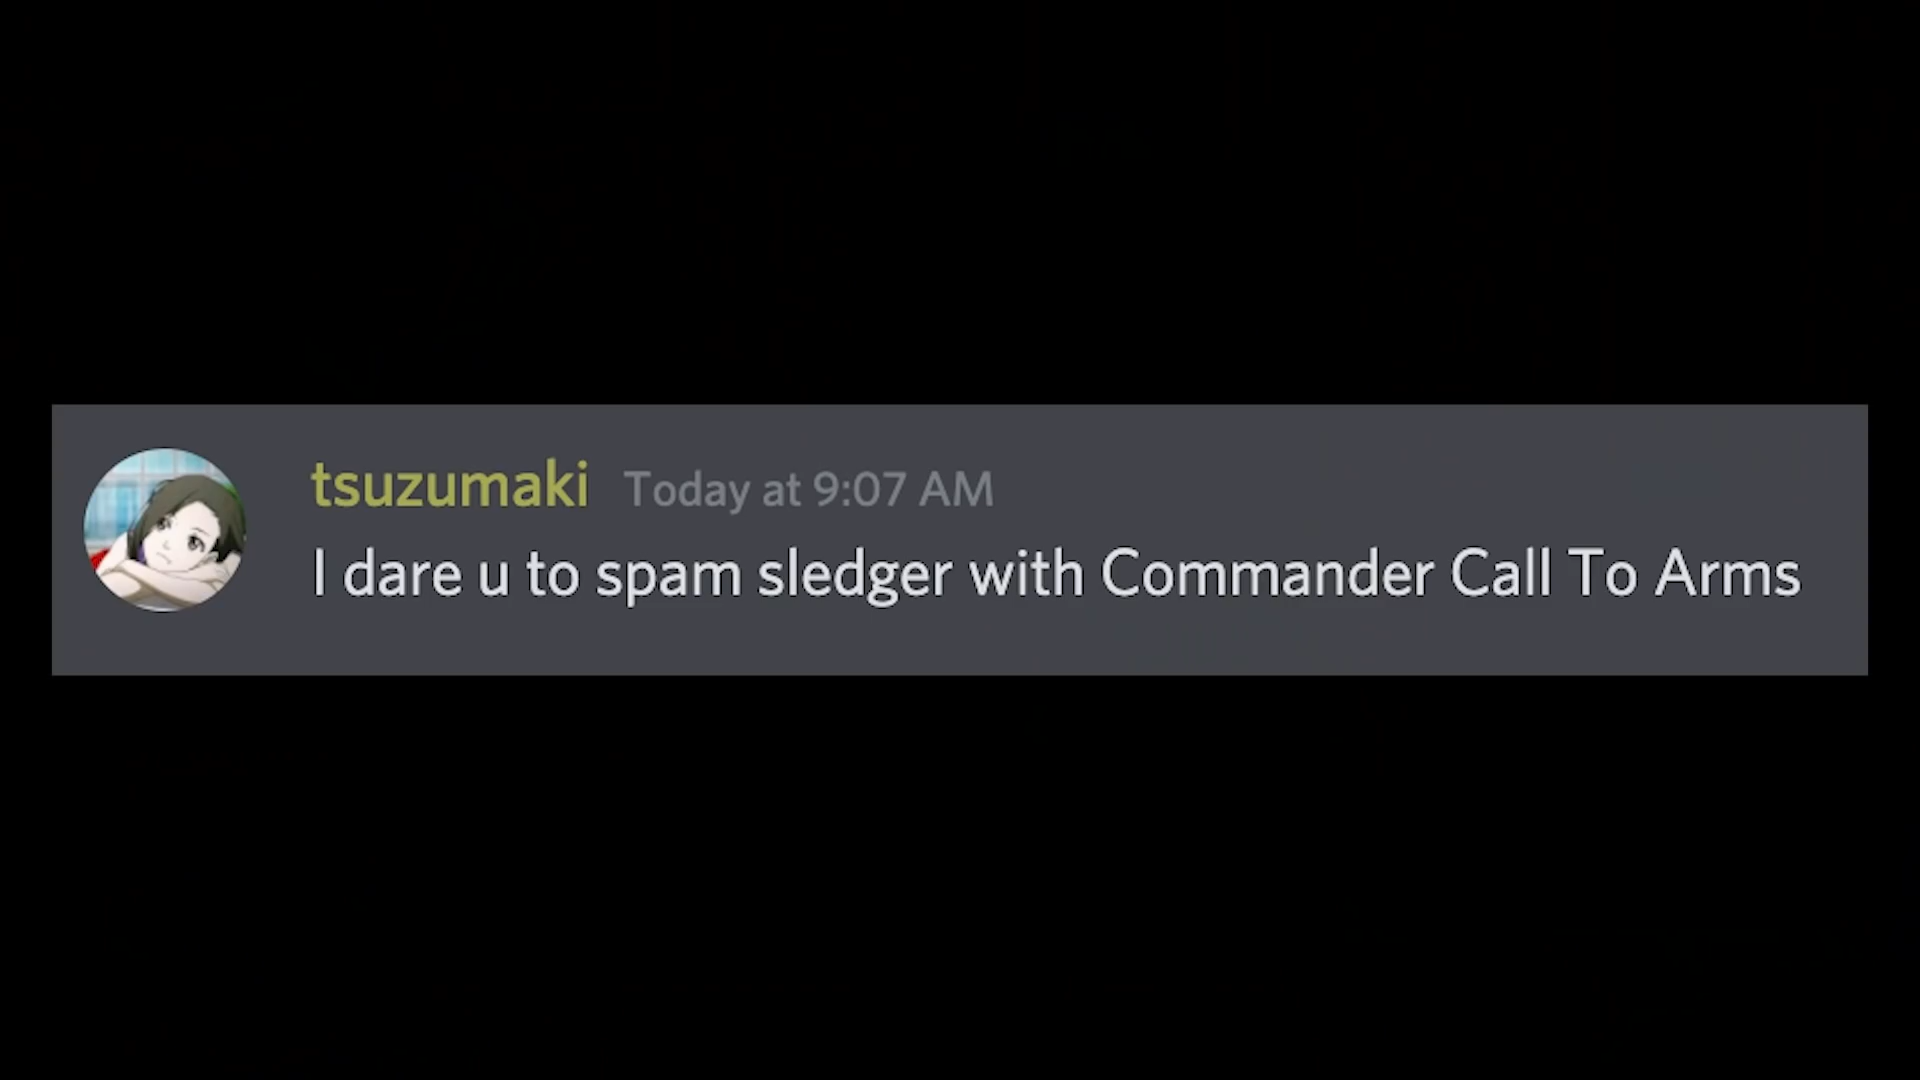 tsuzumaki Today at 9:07 AM
I dare u to spam sledger with Commander Call To Arms